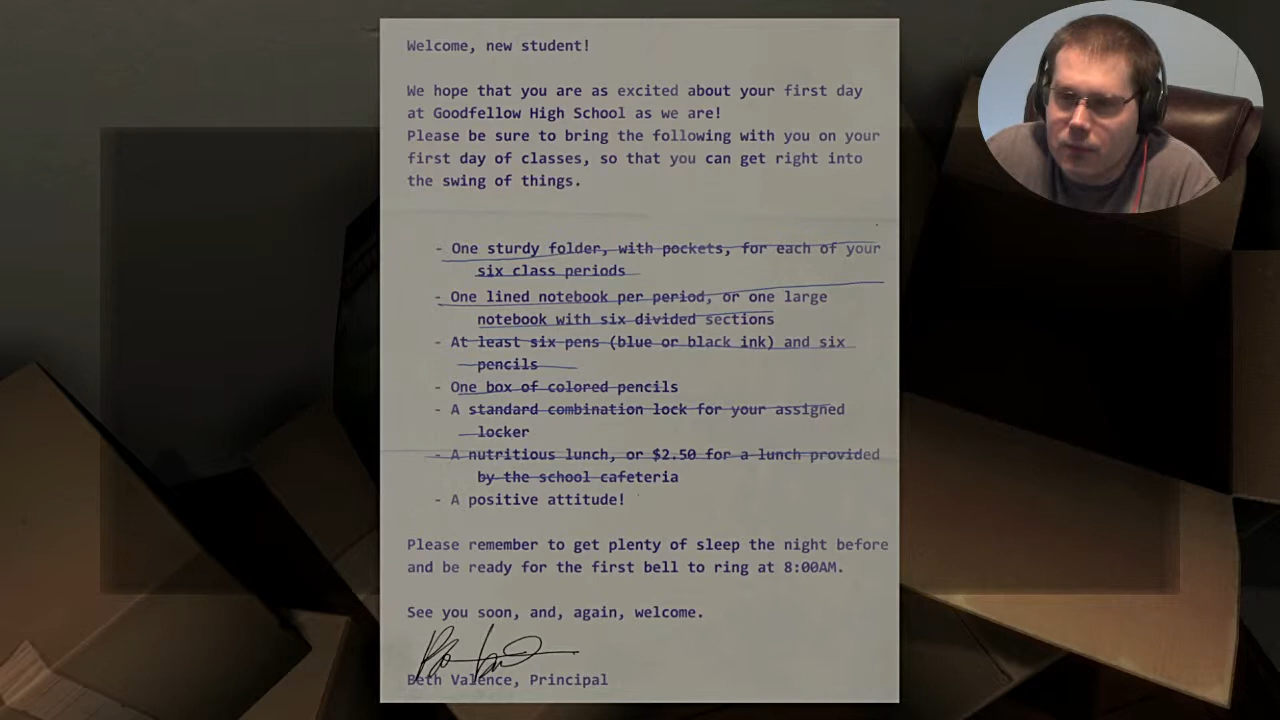 Welcome, new student!
We hope that you are as excited about your first day
at Goodfellow High School as we are!
Please be sure to bring the following with you on your
first day of classes, so that you can get right into
the swing of things.
- One sturdy folder, with pockets, for each of your
six class periods
- One lined notebook per period, or one large
notebook with six divided sections
- At least six pens (blue or black ink) and six
pencils
- One box of colored pencils
- A standard combination lock for your assigned
locker
- A nutritious lunch, or $2.50 for a lunch provided
by the school cafeteria
- A positive attitude!
Please remember to get plenty of sleep the night before
and be ready for the first bell to ring at 8:00AM.
See you soon, and, again, welcome.
Beth Valence, Principal